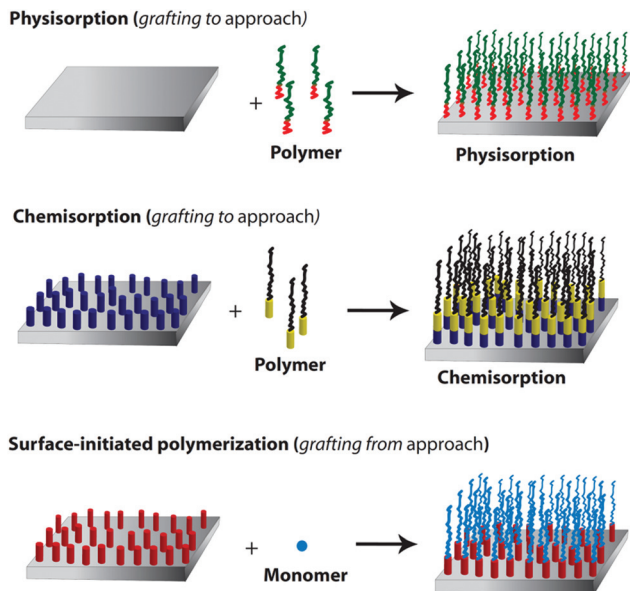 Physisorption (grafting to approach)
+
Polymer
Physisorption
Chemisorption (grafting to approach)
+
Polymer
Chemisorption
Surface-initiated polymerization (grafting from approach)
+
Monomer